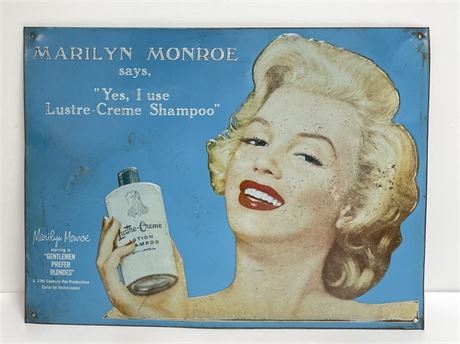 MARILYN MONROE
says,
"Yes, I use
Lustre-Creme Shampoo"
Lustre-Creme
LOTION
SHAMPOO
Marilyn Monroe
starring in
"GENTLEMEN
PREFER
BLONDES"
A 20th Century-Fox Production
Color by Technicolor